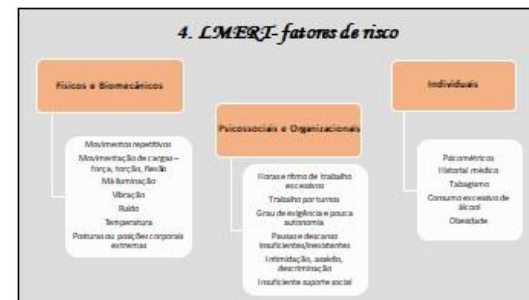 4. LMERT- fatores de risco
Físicos e Biomecânicos
Movimentos repetitivos
Movimentação de cargas –
força, torção, flexão
Má iluminação
Vibração
Ruído
Temperatura
Posturas ou posições corporais
extremas
Psicossociais e Organizacionais
Horas e ritmo de trabalho
excessivos
Trabalho por turnos
Grau de exigência e pouca
autonomia
Pausas e descanso
insuficientes/inexistentes
Intimidação, assédio,
descriminação
Insuficiente suporte social
Individuais
Psicométricos
Historial médico
Tabagismo
Consumo excessivo de
álcool
Obesidade